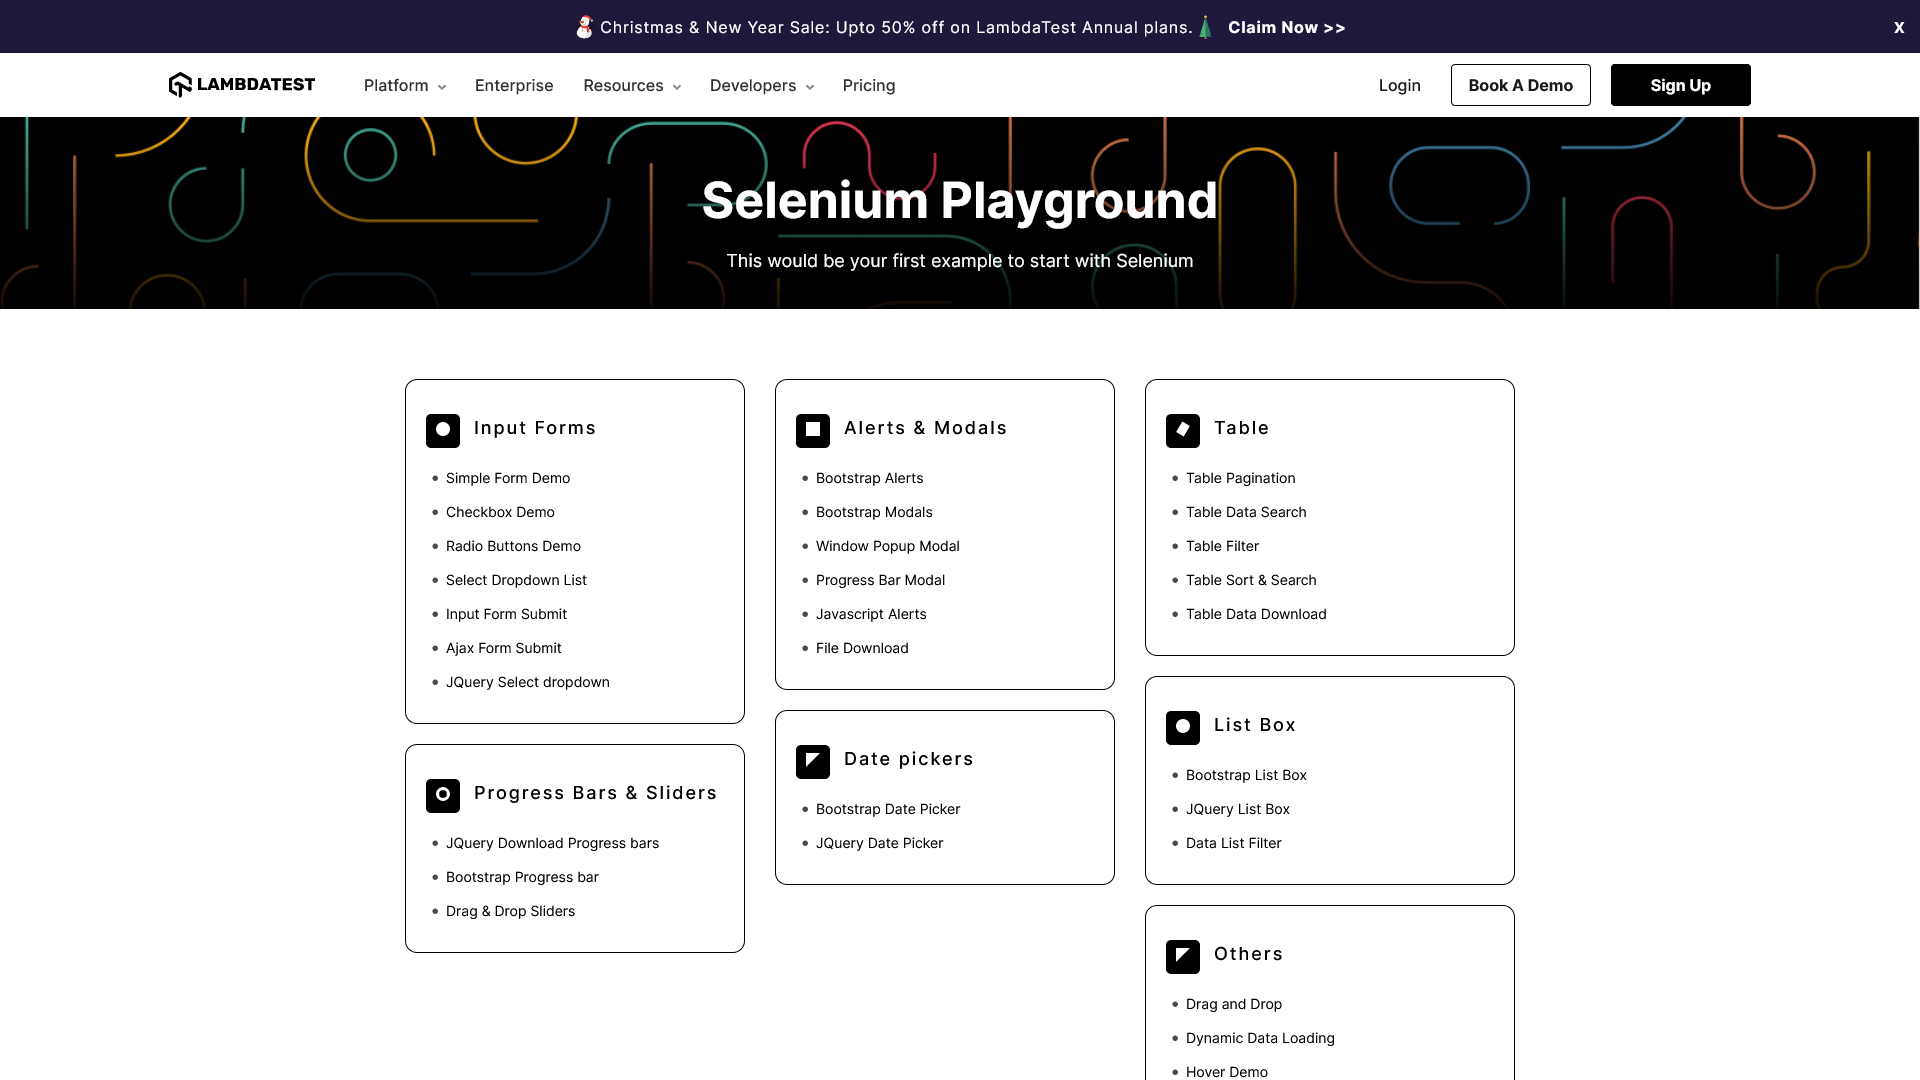 Christmas & New Year Sale: Upto 50% off on LambdaTest Annual plans. Claim Now >>
X
LAMBDATEST
Platform
Enterprise
Resources
Developers
Pricing
Login
Book A Demo
Sign Up
Selenium Playground
This would be your first example to start with Selenium
Input Forms
Simple Form Demo
Checkbox Demo
Radio Buttons Demo
Select Dropdown List
Input Form Submit
Ajax Form Submit
JQuery Select dropdown
Progress Bars & Sliders
JQuery Download Progress bars
Bootstrap Progress bar
Drag & Drop Sliders
Alerts & Modals
Bootstrap Alerts
Bootstrap Modals
Window Popup Modal
Progress Bar Modal
Javascript Alerts
File Download
Date pickers
Bootstrap Date Picker
JQuery Date Picker
Table
Table Pagination
Table Data Search
Table Filter
Table Sort & Search
Table Data Download
List Box
Bootstrap List Box
JQuery List Box
Data List Filter
Others
Drag and Drop
Dynamic Data Loading
Hover Demo